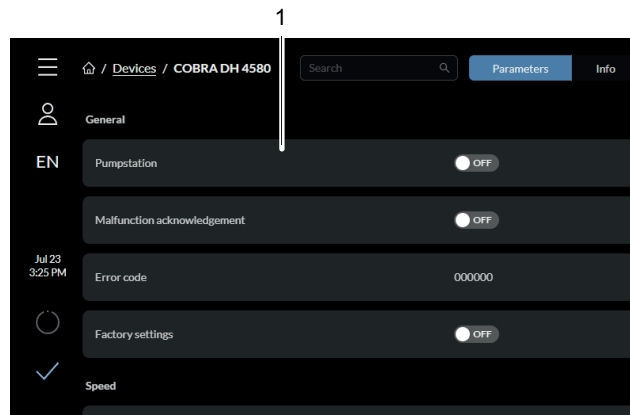 1
/ Devices / COBRA DH 4580 Search Parameters Info
General
EN
Pumpstation OFF
Malfunction acknowledgement OFF
Jul 23
3:25 PM
Error code 000000
Factory settings OFF
Speed